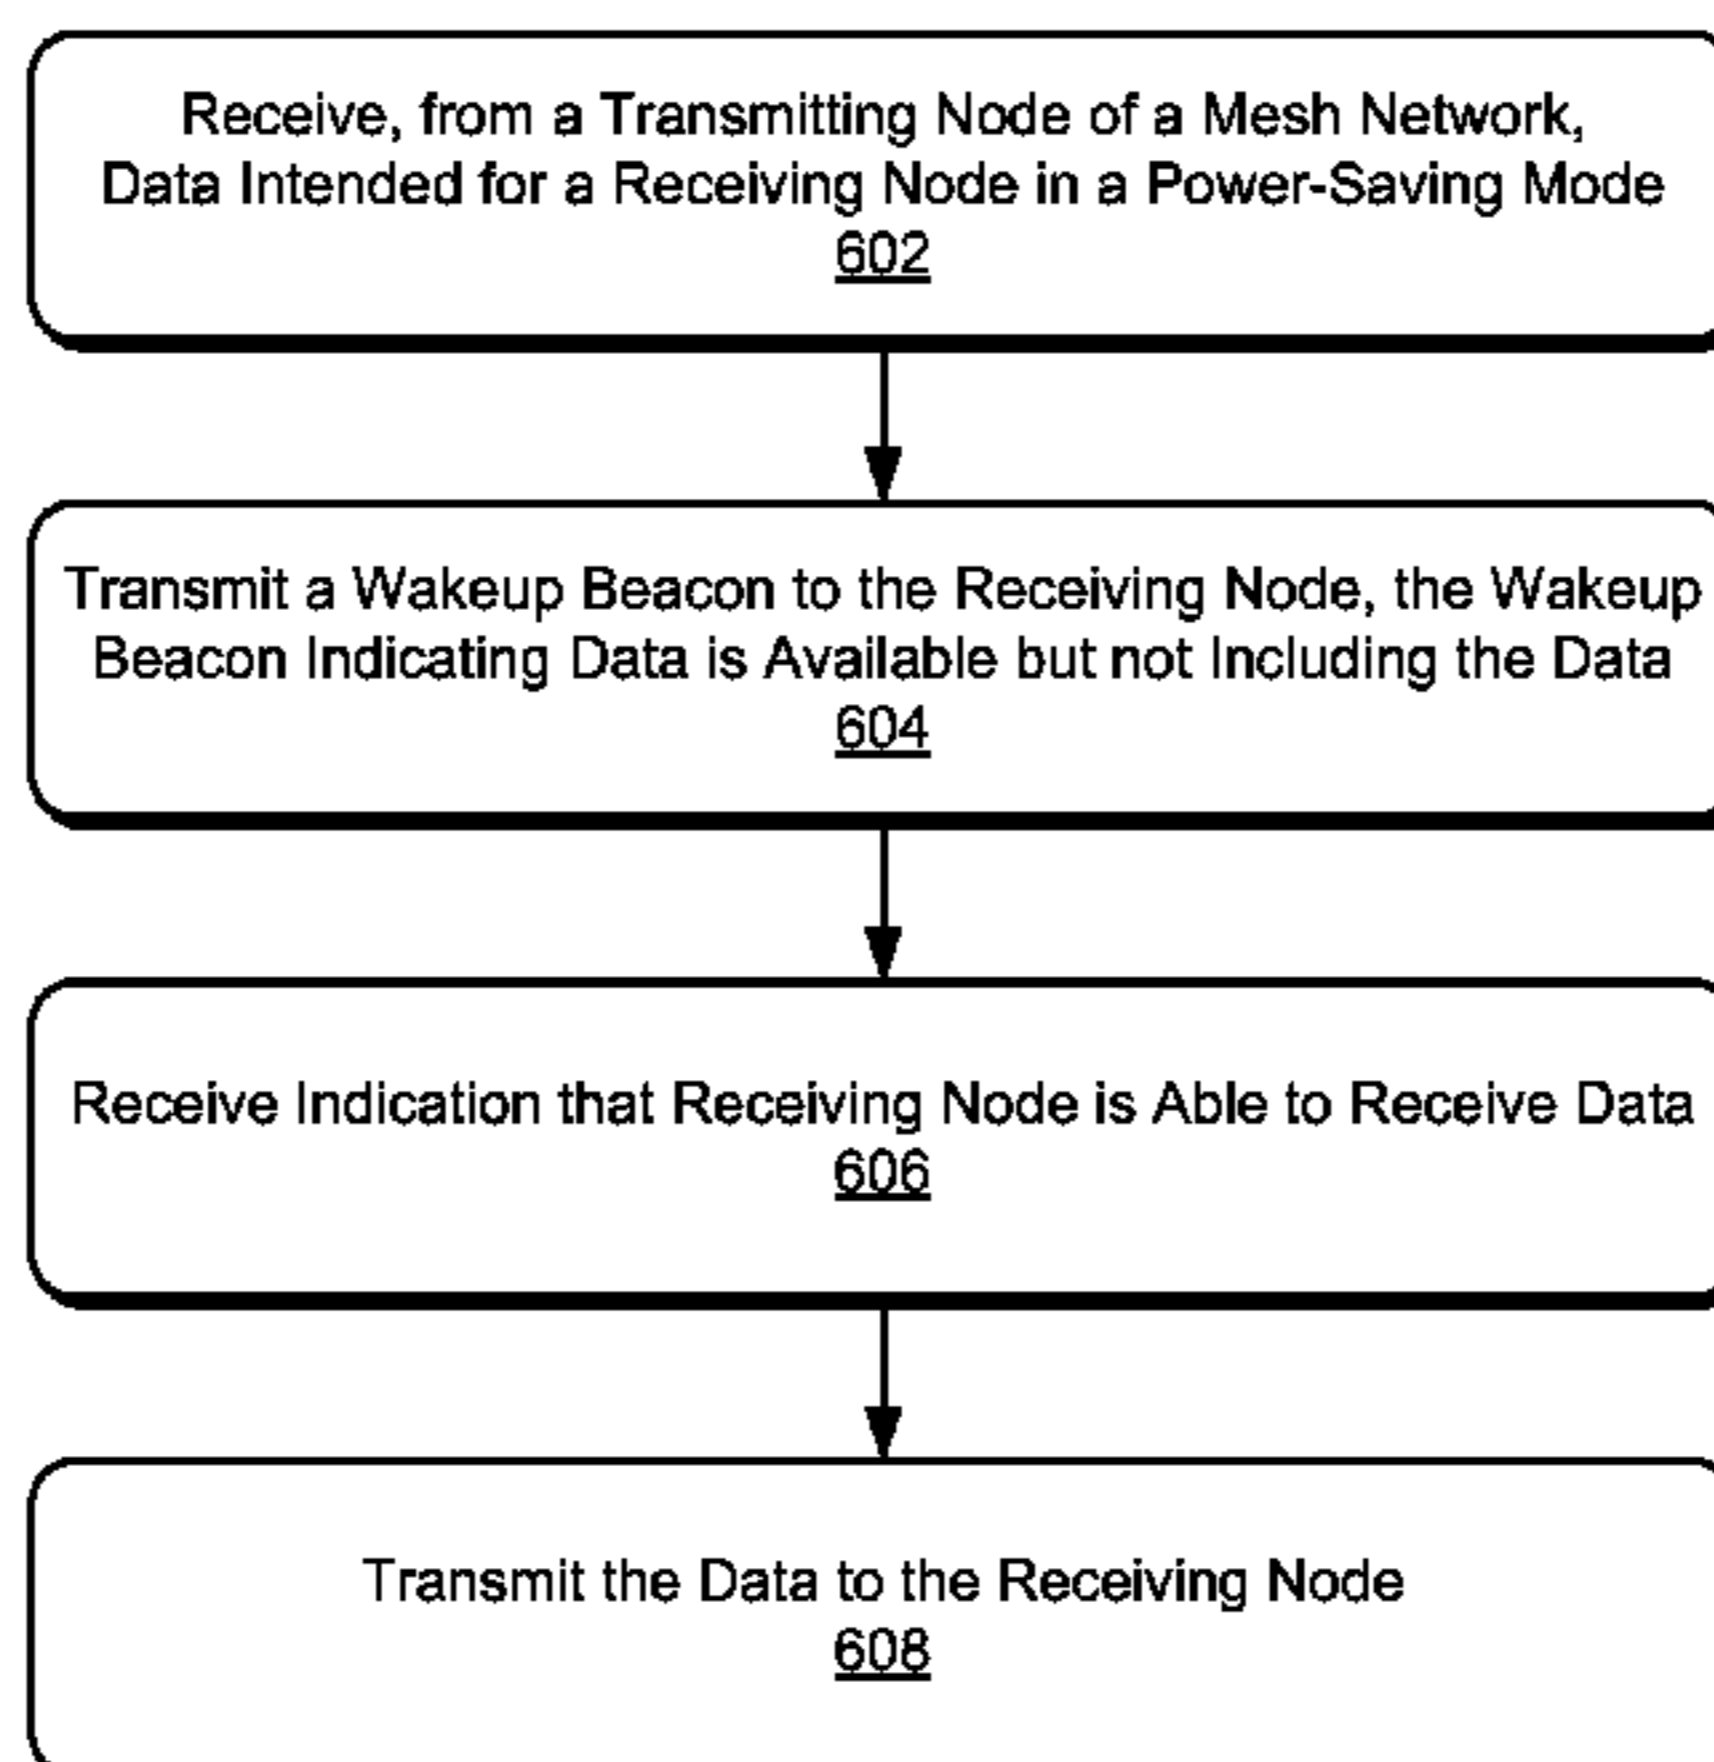 Receive, from a Transmitting Node of a Mesh Network,
Data Intended for a Receiving Node in a Power-Saving Mode
602
Transmit a Wakeup Beacon to the Receiving Node, the Wakeup
Beacon Indicating Data is Available but not Including the Data
604
Receive Indication that Receiving Node is Able to Receive Data
606
Transmit the Data to the Receiving Node
608